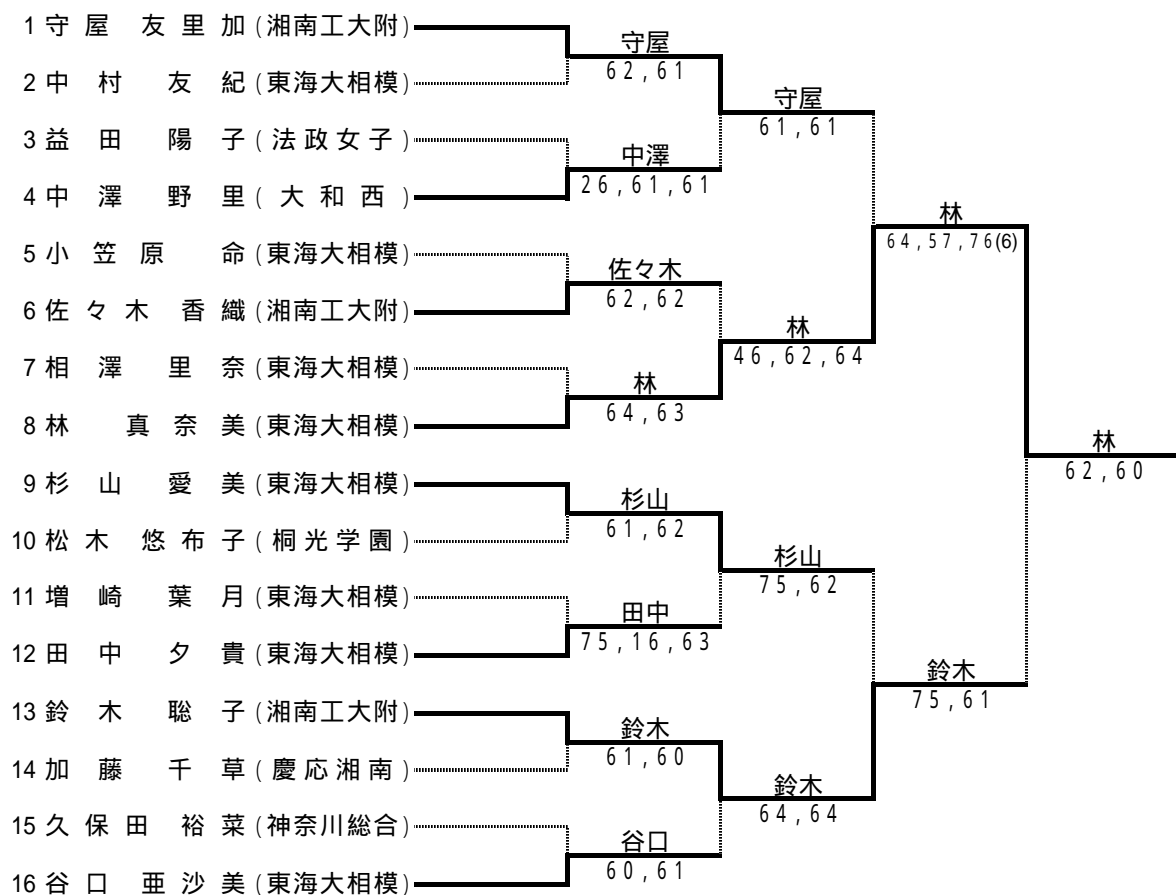 1 守屋 友里加 (湘南工大附)
守屋
62,61
2 中村 友紀 (東海大相模)
守屋
61,61
3 益田 陽子 (法政女子)
中澤
26,61,61
4 中澤 野里 (大和西)
林
64,57,76(6)
5 小笠原 命 (東海大相模)
佐々木
62,62
6 佐々木 香織 (湘南工大附)
林
46,62,64
7 相澤 里奈 (東海大相模)
林
64,63
8 林 真奈美 (東海大相模)
林
62,60
9 杉山 愛美 (東海大相模)
杉山
61,62
10 松木 悠布子 (桐光学園)
杉山
75,62
11 増崎 葉月 (東海大相模)
田中
75,16,63
12 田中 夕貴 (東海大相模)
鈴木
75,61
13 鈴木 聡子 (湘南工大附)
鈴木
61,60
14 加藤 千草 (慶応湘南)
鈴木
64,64
15 久保田 裕菜 (神奈川総合)
谷口
60,61
16 谷口 亜沙美 (東海大相模)